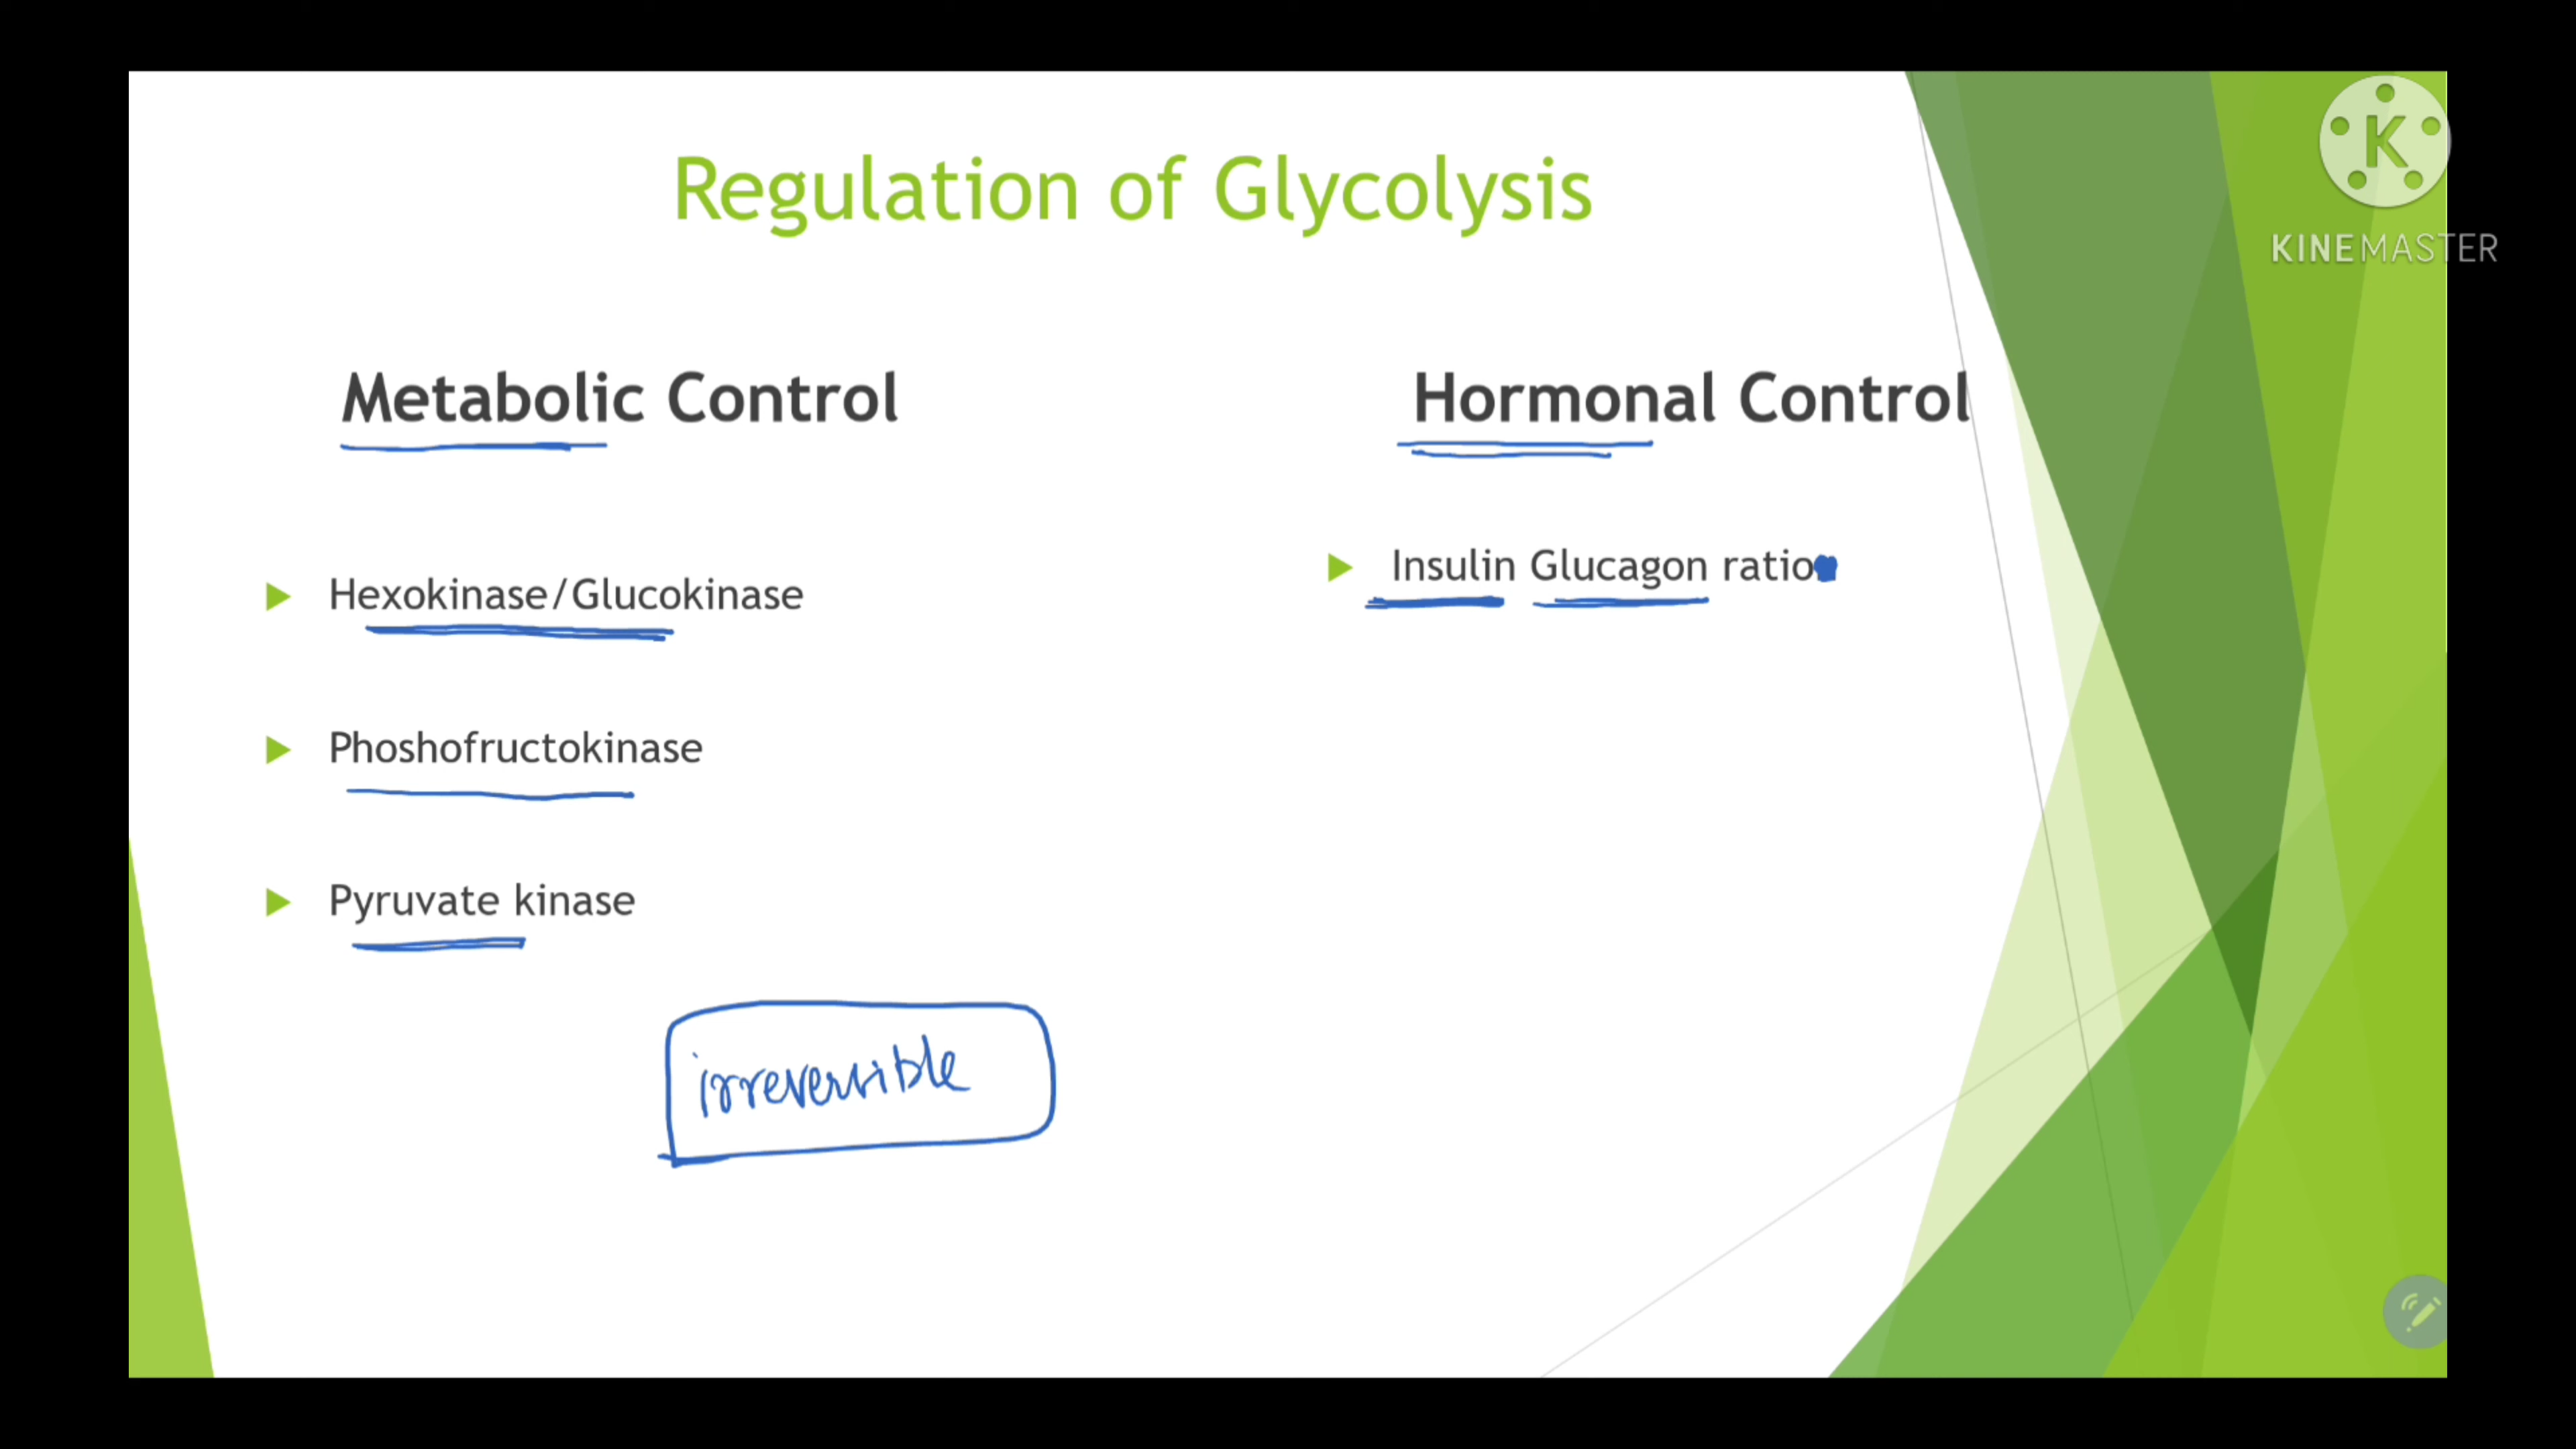 Regulation of Glycolysis
Metabolic Control
Hexokinase/Glucokinase
Phoshofructokinase
Pyruvate kinase
irreversible
Hormonal Control
Insulin Glucagon ratio
K
KINEMASTER